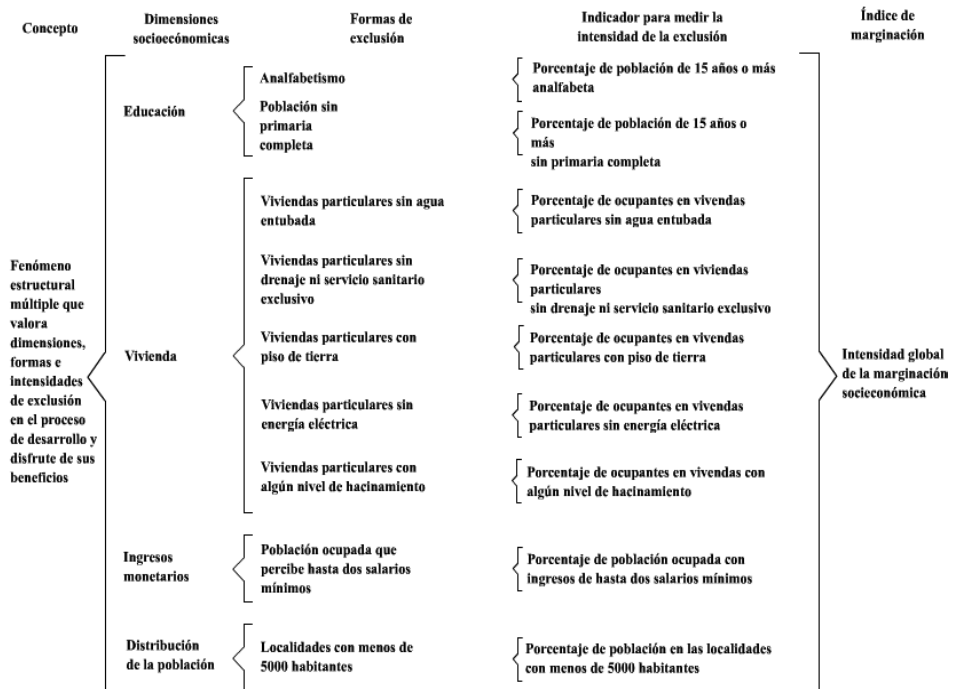 Concepto
Dimensiones
socioecónomicas
Formas de
exclusión
Indicador para medir la
intensidad de la exclusión
Índice de
marginación
Fenómeno
estructural
múltiple que
valora
dimensiones,
formas e
intensidades
de exclusión
en el proceso
de desarrollo y
disfrute de sus
beneficios
Educación
Analfabetismo
Porcentaje de población de 15 años o más
analfabeta
Población sin
primaria
completa
Porcentaje de población de 15 años o
más
sin primaria completa
Vivienda
Viviendas particulares sin agua
entubada
Porcentaje de ocupantes en vivendas
particulares sin agua entubada
Viviendas particulares sin
drenaje ni servicio sanitario
exclusivo
Porcentaje de ocupantes en viviendas
particulares
sin drenaje ni servicio sanitario exclusivo
Viviendas particulares con
piso de tierra
Porcentaje de ocupantes en vivendas
particulares con piso de tierra
Viviendas particulares sin
energía eléctrica
Porcentaje de ocupantes en vivendas
particulares sin energía eléctrica
Viviendas particulares con
algún nivel de hacinamiento
Porcentaje de ocupantes en vivendas con
algún nivel de hacinamiento
Ingresos
monetarios
Población ocupada que
percibe hasta dos salarios
mínimos
Porcentaje de población ocupada con
ingresos de hasta dos salarios mínimos
Distribución
de la población
Localidades con menos de
5000 habitantes
Porcentaje de población en las localidades
con menos de 5000 habitantes
Intensidad global
de la marginación
socioeconómica